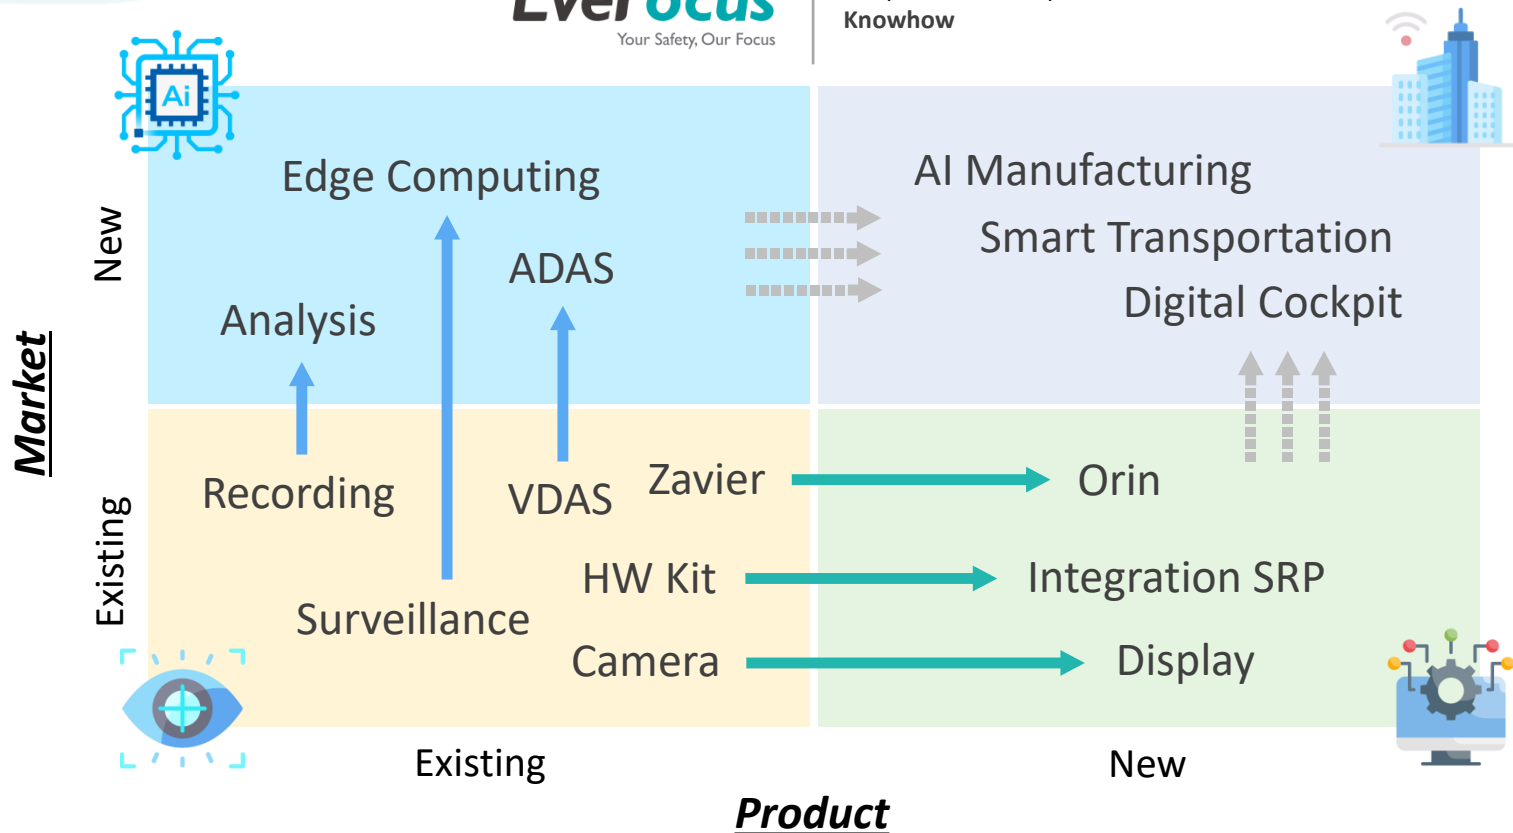 EverFocus
Your Safety, Our Focus
Knowhow
Ai
Edge Computing
ADAS
Analysis
AI Manufacturing
Smart Transportation
Digital Cockpit
New
Market
Existing
Recording
VDAS
Zavier
Orin
HW Kit
Integration SRP
Surveillance
Camera
Display
Existing
New
Product